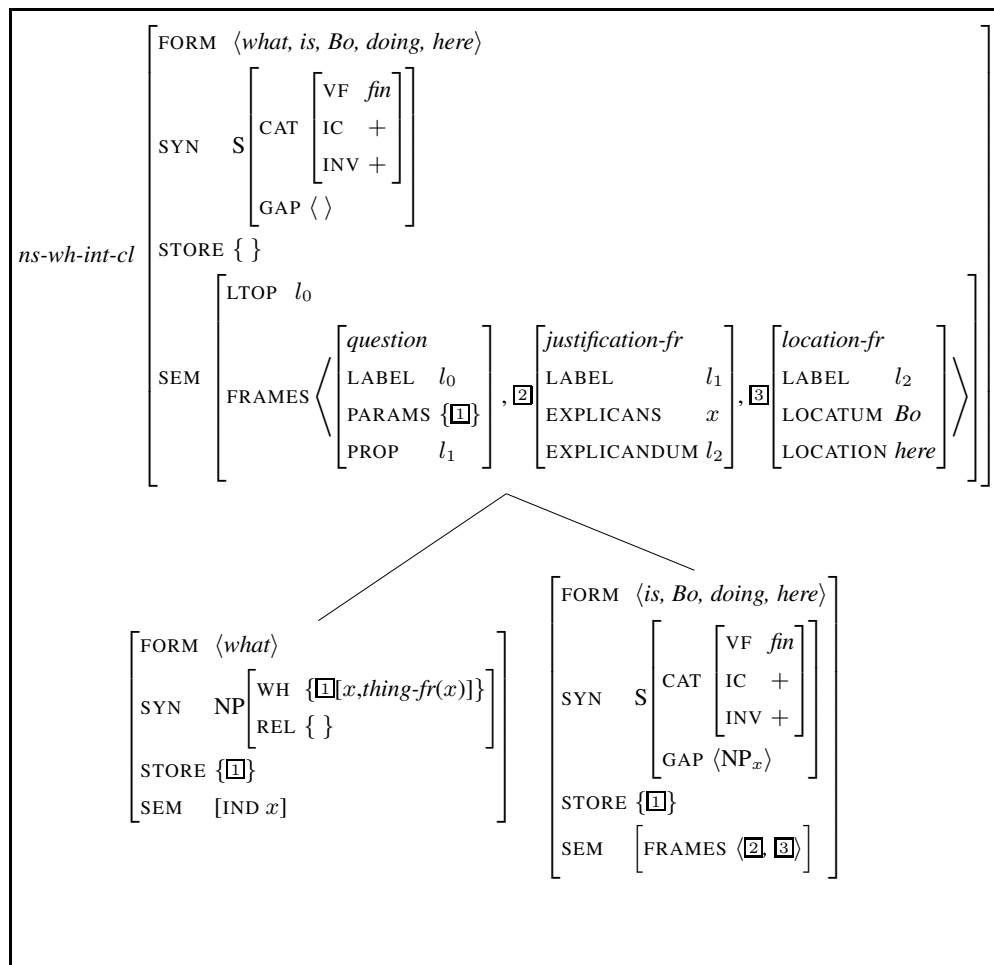 FORM ⟨what, is, Bo, doing, here⟩
VF fin
CAT IC +
SYN S INV +
GAP ⟨ ⟩
ns-wh-int-cl STORE { }
LTOP l0
question justification-fr location-fr
SEM LABEL l0 LABEL l1 LABEL l2
FRAMES ⟨ , 2 , 3 ⟩
PARAMS {1} EXPLICANS x LOCATUM Bo
PROP l1 EXPLICANDUM l2 LOCATION here
FORM ⟨what⟩
SYN NP WH {1[x,thing-fr(x)]}
REL { }
STORE {1}
SEM [IND x]
FORM ⟨is, Bo, doing, here⟩
VF fin
CAT IC +
SYN S INV +
GAP ⟨NPx⟩
STORE {1}
SEM [FRAMES ⟨2, 3⟩]